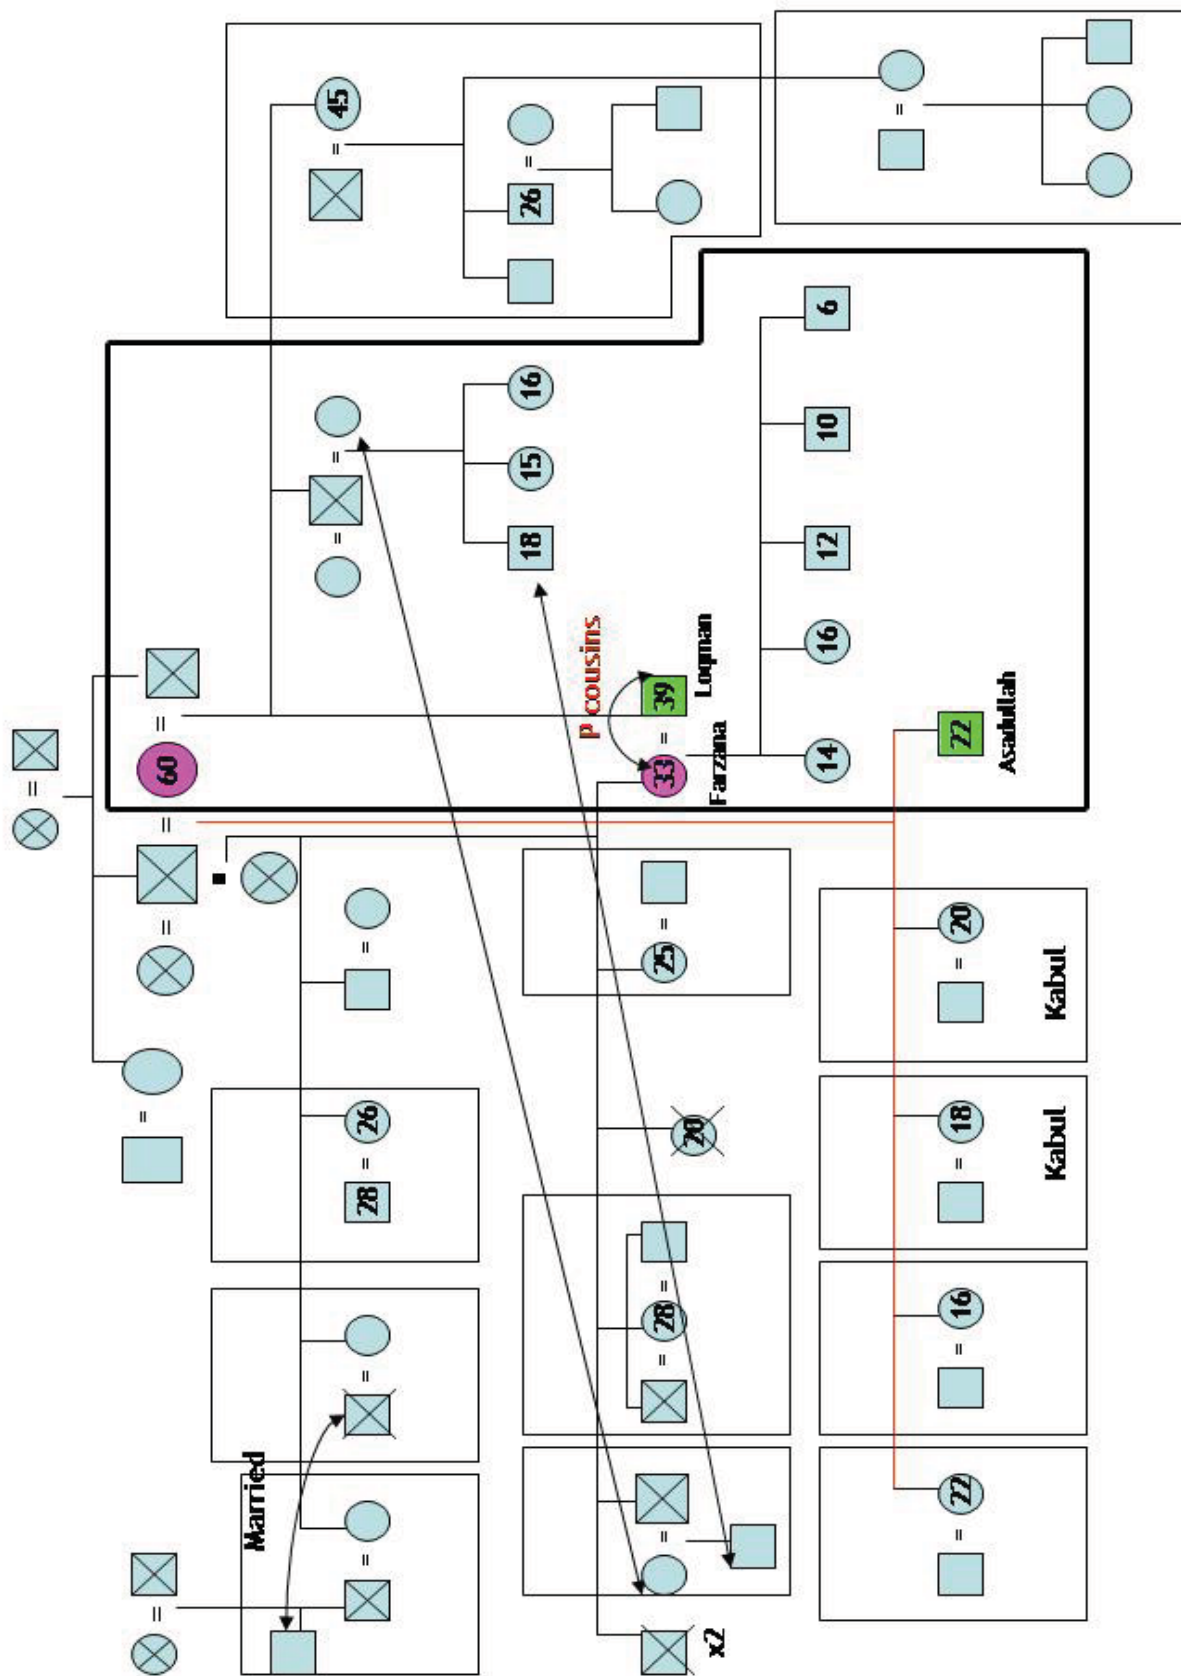 60
Married
45
28 = 26
18 15 16 26
P cousins
28 25 33 = 39
20
x2 Farzana Loqman
14 16 12 10 6
22 16 18 20 22
Asadullah
Kabul Kabul